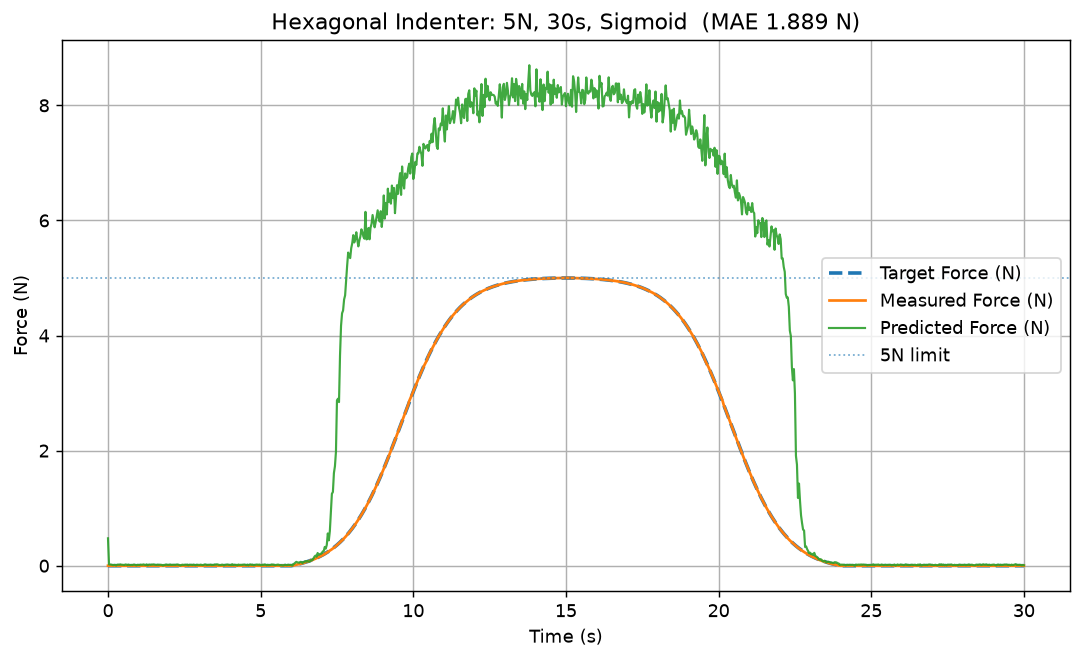 Hexagonal Indenter: 5N, 30s, Sigmoid  (MAE 1.889 N)
8
6
4
2
0
Force (N)
Target Force (N)
Measured Force (N)
Predicted Force (N)
5N limit
0 5 10 15 20 25 30
Time (s)